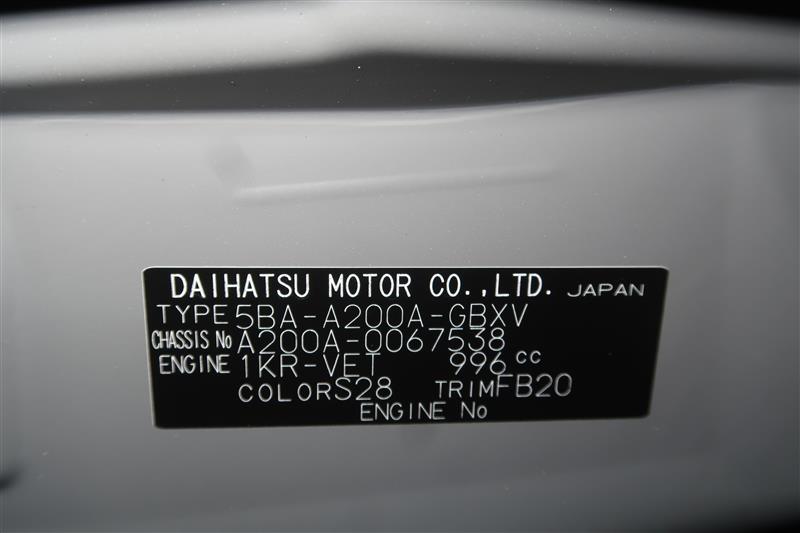 DAIHATSU MOTOR CO.,LTD. JAPAN
TYPE 5BA-A200A-GBXV
CHASSIS No A200A-0067538
ENGINE 1KR-VET 996 cc
COLOR S28 TRIM FB20
ENGINE No